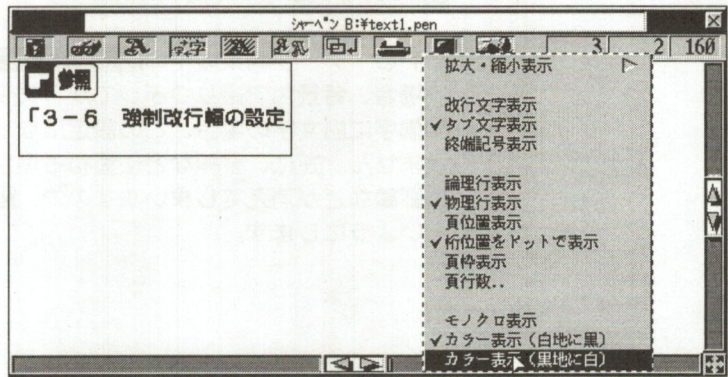 シャーペン B:¥text1.pen
3 2 160
参照
「3－6 強制改行幅の設定
拡大・縮小表示
改行文字表示
✓タブ文字表示
終端記号表示
論理行表示
✓物理行表示
頁位置表示
✓桁位置をドットで表示
頁枠表示
頁行数..
モノクロ表示
✓カラー表示（白地に黒）
カラー表示（黒地に白）